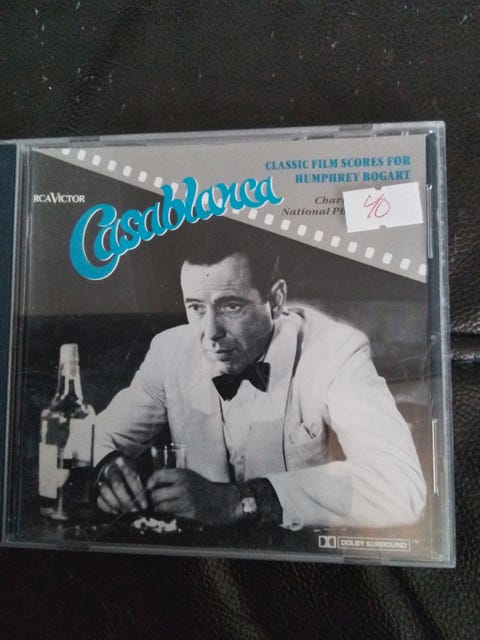 CLASSIC FILM SCORES FOR
HUMPHREY BOGART
RCA VICTOR
Casablanca
Char
National Ph
40
DOLBY SURROUND